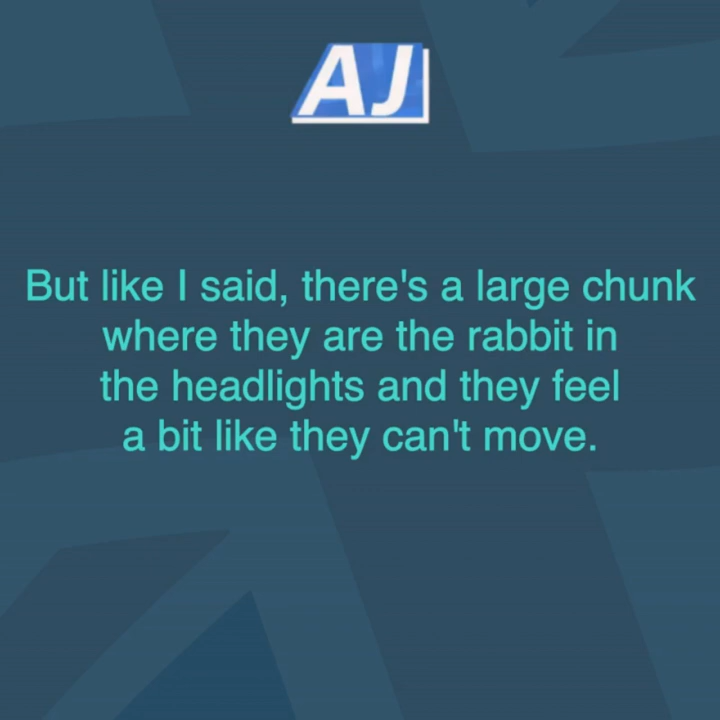 AJ
But like I said, there's a large chunk
where they are the rabbit in
the headlights and they feel
a bit like they can't move.